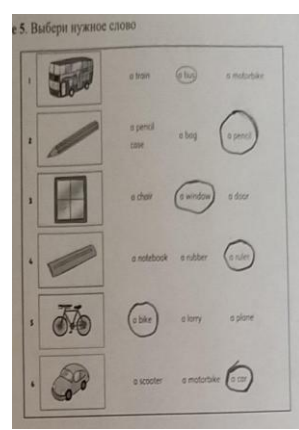 е 5. Выбери нужное слово
1 a train a bus a motorbike
2 a pencil case a bag a pencil
3 a chair a window a door
4 a notebook a rubber a ruler
5 a bike a lorry a plane
6 a scooter a motorbike a car